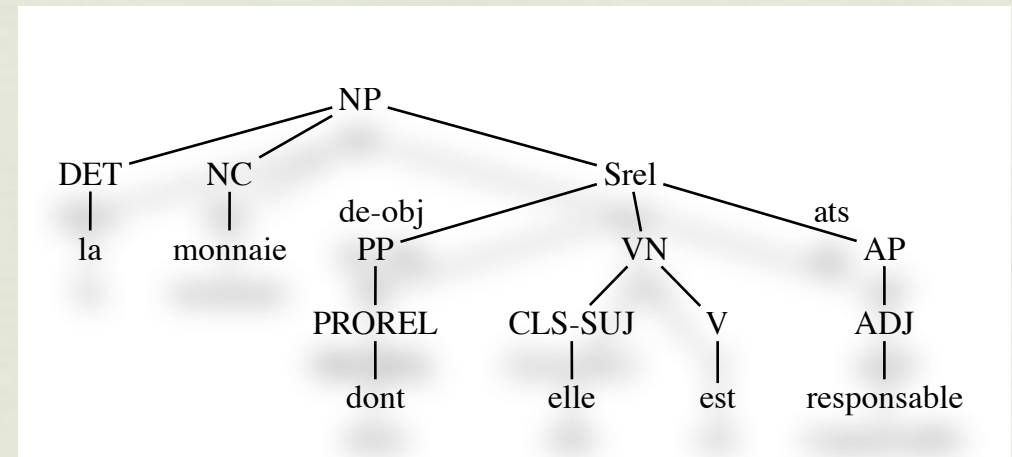 NP
DET NC Srel
de-obj ats
la monnaie PP VN AP
PROREL CLS-SUJ V ADJ
dont elle est responsable